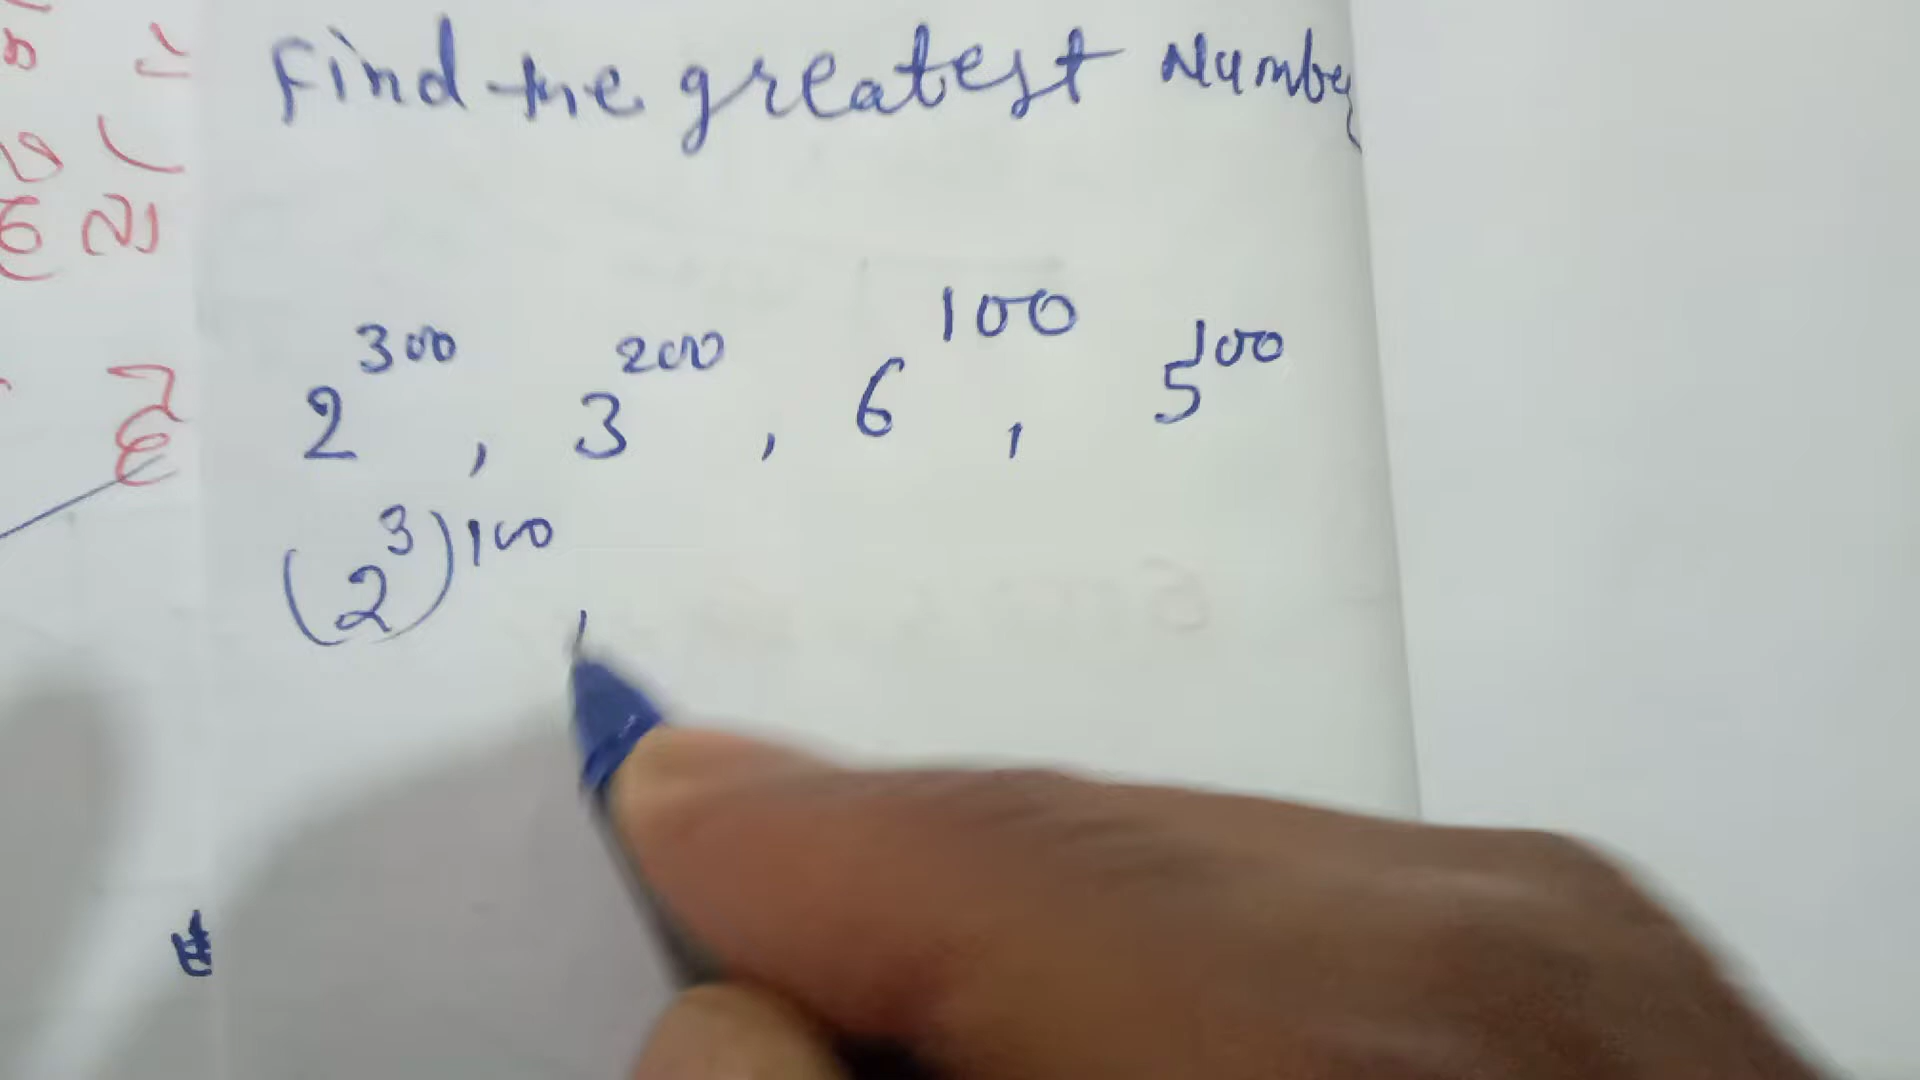 Find the greatest Number
2^300 , 3^200 , 6^100 , 5^100
(2^3)^100 ,